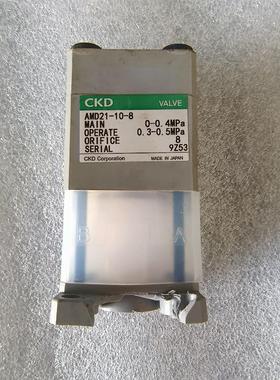 CKD VALVE
AMD21-10-8
MAIN 0-0.4MPa
OPERATE 0.3-0.5MPa
ORIFICE 8
SERIAL 9Z53
CKD Corporation MADE IN JAPAN
B A